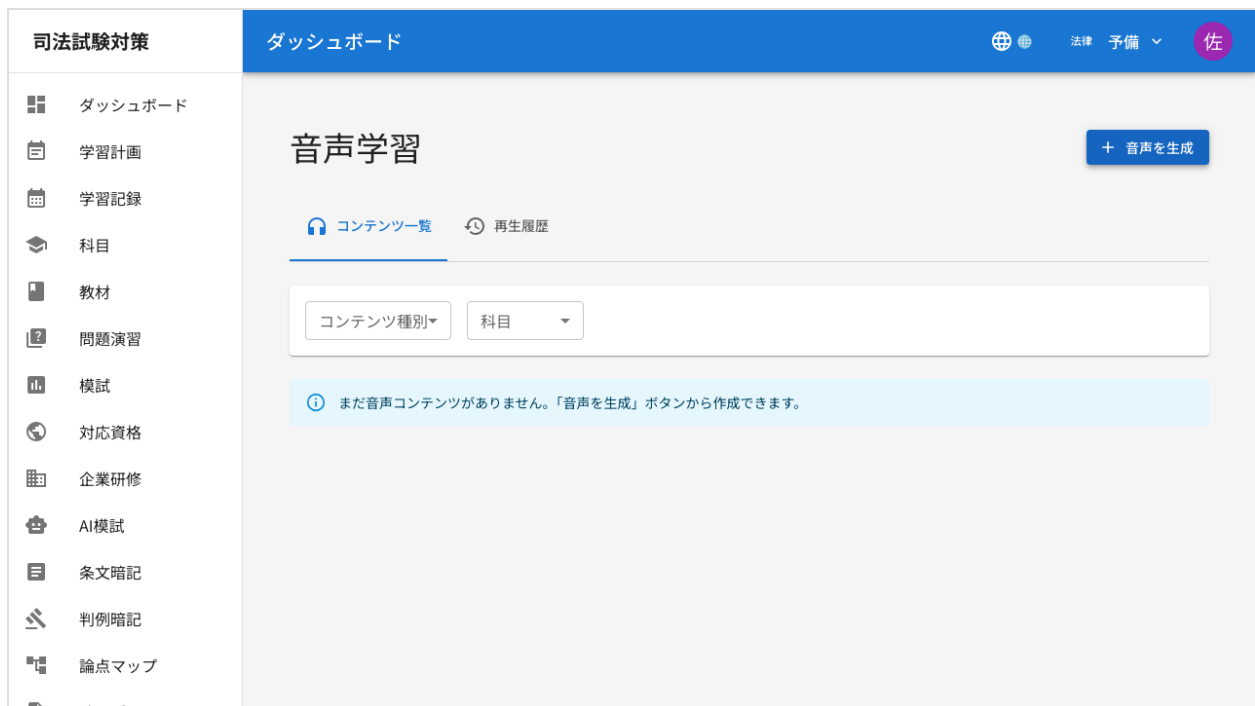 司法試験対策
ダッシュボード
法律 予備
佐
ダッシュボード
学習計画
学習記録
科目
教材
問題演習
模試
対応資格
企業研修
AI模試
条文暗記
判例暗記
論点マップ
音声学習
+ 音声を生成
コンテンツ一覧
再生履歴
コンテンツ種別
科目
まだ音声コンテンツがありません。「音声を生成」ボタンから作成できます。